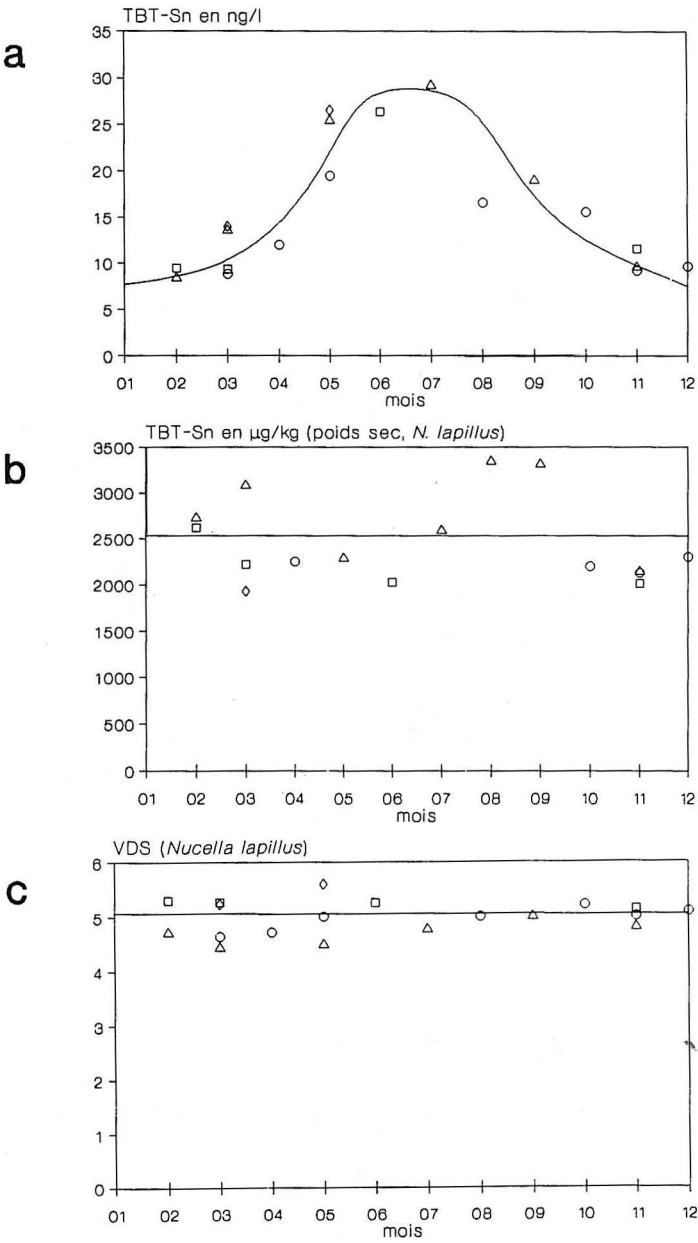 a
TBT-Sn en ng/l
35
30
25
20
15
10
5
0
01 02 03 04 05 06 07 08 09 10 11 12
mois
b
TBT-Sn en µg/kg (poids sec, N. lapillus)
3500
3000
2500
2000
1500
1000
500
0
01 02 03 04 05 06 07 08 09 10 11 12
mois
c
VDS (Nucella lapillus)
6
5
4
3
2
1
0
01 02 03 04 05 06 07 08 09 10 11 12
mois